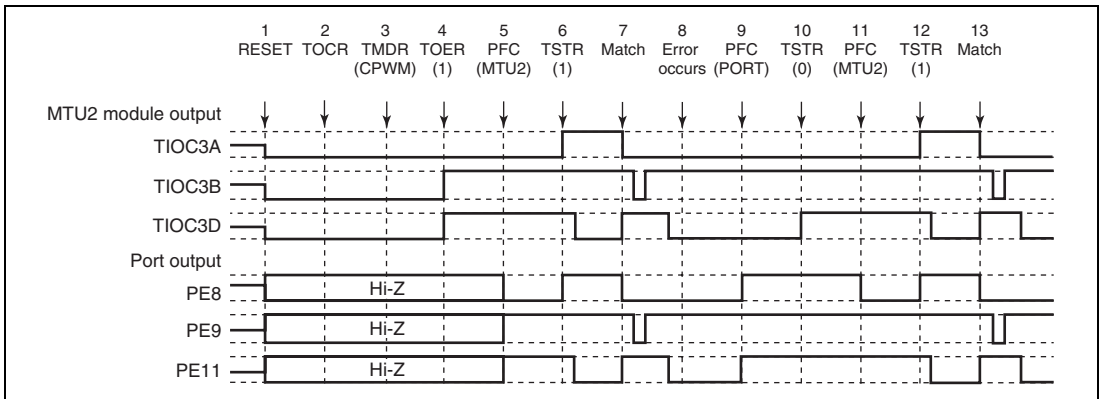 1 2 3 4 5 6 7 8 9 10 11 12 13
RESET TOCR TMDR TOER PFC TSTR Match Error PFC TSTR PFC TSTR Match
(CPWM) (1) (MTU2) (1) occurs (PORT) (0) (MTU2) (1)
MTU2 module output
TIOC3A
TIOC3B
TIOC3D
Port output
PE8 Hi-Z
PE9 Hi-Z
PE11 Hi-Z